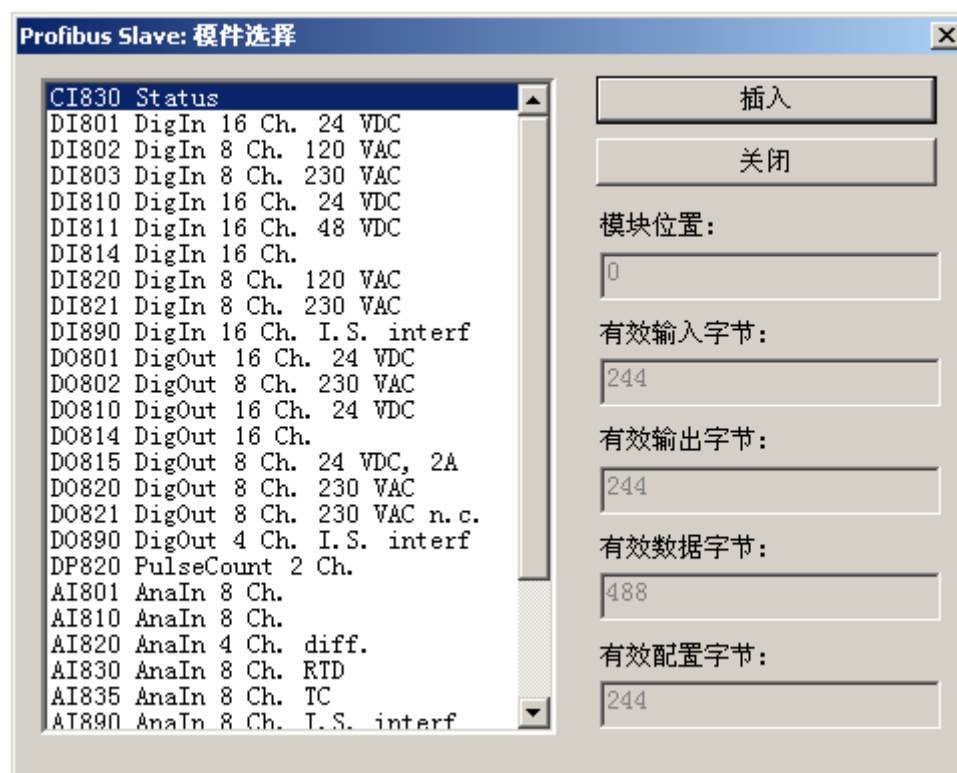 Profibus Slave: 模件选择
CI830 Status
DI801 DigIn 16 Ch. 24 VDC
DI802 DigIn 8 Ch. 120 VAC
DI803 DigIn 8 Ch. 230 VAC
DI810 DigIn 16 Ch. 24 VDC
DI811 DigIn 16 Ch. 48 VDC
DI814 DigIn 16 Ch.
DI820 DigIn 8 Ch. 120 VAC
DI821 DigIn 8 Ch. 230 VAC
DI890 DigIn 16 Ch. I.S. interf
DO801 DigOut 16 Ch. 24 VDC
DO802 DigOut 8 Ch. 230 VAC
DO810 DigOut 16 Ch. 24 VDC
DO814 DigOut 16 Ch.
DO815 DigOut 8 Ch. 24 VDC, 2A
DO820 DigOut 8 Ch. 230 VAC
DO821 DigOut 8 Ch. 230 VAC n.c.
DO890 DigOut 4 Ch. I.S. interf
DP820 PulseCount 2 Ch.
AI801 AnaIn 8 Ch.
AI810 AnaIn 8 Ch.
AI820 AnaIn 4 Ch. diff.
AI830 AnaIn 8 Ch. RTD
AI835 AnaIn 8 Ch. TC
AI890 AnaIn 8 Ch. I.S. interf
插入
关闭
模块位置:
0
有效输入字节:
244
有效输出字节:
244
有效数据字节:
488
有效配置字节:
244